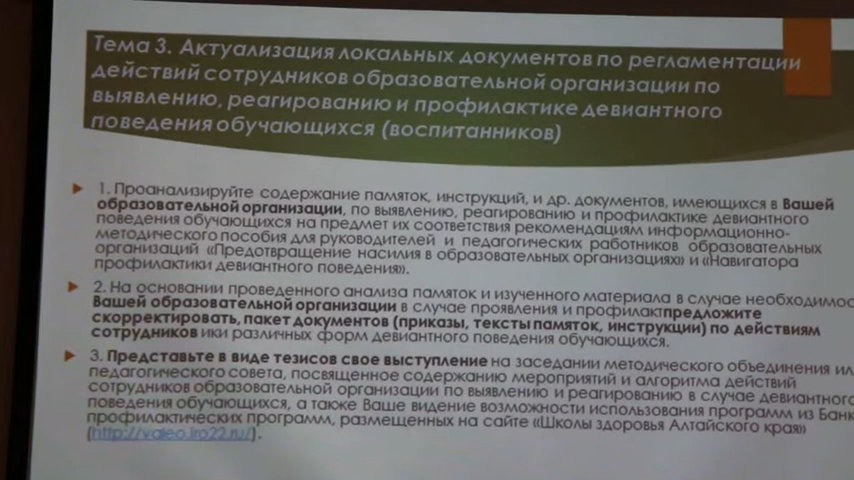 Тема 3. Актуализация локальных документов по регламентации
действий сотрудников образовательной организации по
выявлению, реагированию и профилактике девиантного
поведения обучающихся (воспитанников)
1. Проанализируйте содержание памяток, инструкций, и др. документов, имеющихся в Вашей
образовательной организации, по выявлению, реагированию и профилактике девиантного
поведения обучающихся на предмет их соответствия рекомендациям информационно-
методического пособия для руководителей и педагогических работников образовательных
организаций «Предотвращение насилия в образовательных организациях» и «Навигатора
профилактики девиантного поведения».
2. На основании проведенного анализа памяток и изученного материала в случае необходимос
Вашей образовательной организации в случае проявления и профилактпредложите
скорректировать, пакет документов (приказы, тексты памяток, инструкции) по действиям
сотрудников ики различных форм девиантного поведения обучающихся.
3. Представьте в виде тезисов свое выступление на заседании методического объединения ил
педагогического совета, посвященное содержанию мероприятий и алгоритма действий
сотрудников образовательной организации по выявлению и реагированию в случае девиантного
поведения обучающихся, а также Ваше видение возможности использования программ из Банк
профилактических программ, размещенных на сайте «Школы здоровья Алтайского края»
(http://valeo.iro22.ru/).